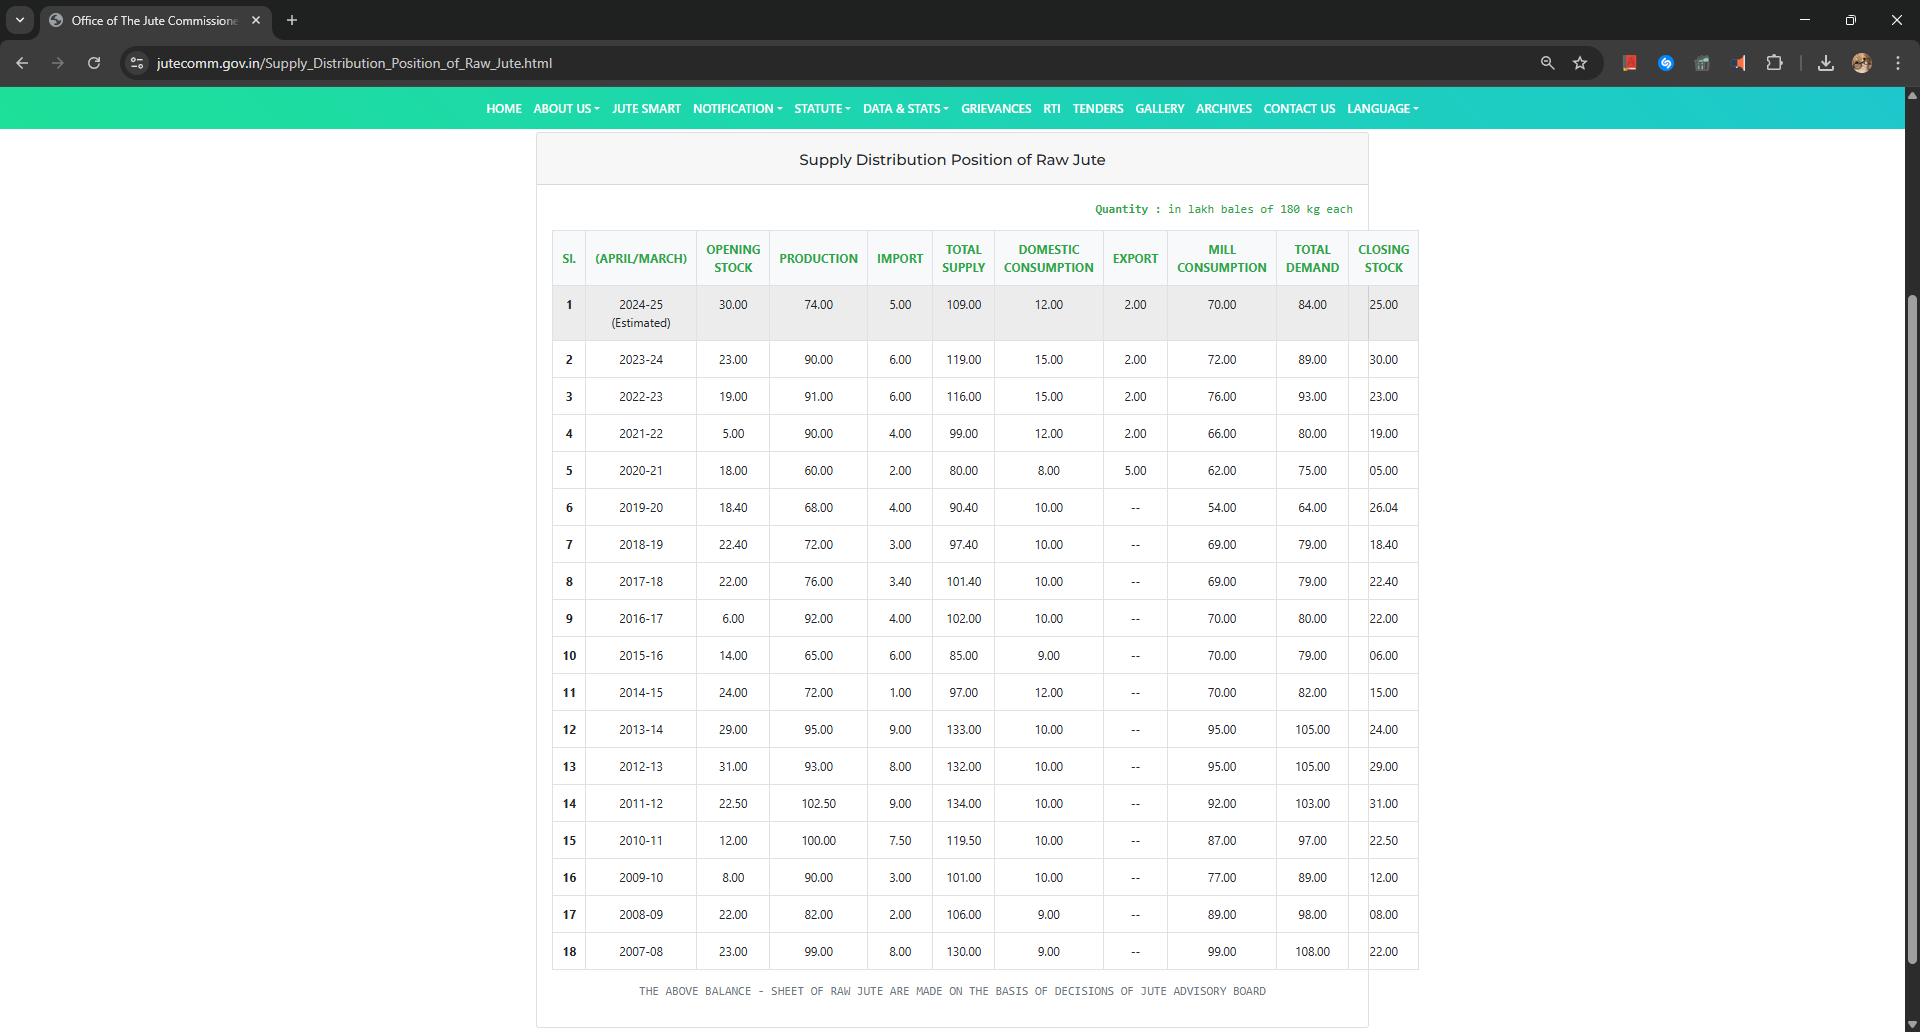 Office of The Jute Commissione
jutecomm.gov.in/Supply_Distribution_Position_of_Raw_Jute.html
HOME ABOUT US JUTE SMART NOTIFICATION STATUTE DATA & STATS GRIEVANCES RTI TENDERS GALLERY ARCHIVES CONTACT US LANGUAGE
Supply Distribution Position of Raw Jute
Quantity : in lakh bales of 180 kg each
Sl. (APRIL/MARCH) OPENING STOCK PRODUCTION IMPORT TOTAL SUPPLY DOMESTIC CONSUMPTION EXPORT MILL CONSUMPTION TOTAL DEMAND CLOSING STOCK
1 2024-25 (Estimated) 30.00 74.00 5.00 109.00 12.00 2.00 70.00 84.00 25.00
2 2023-24 23.00 90.00 6.00 119.00 15.00 2.00 72.00 89.00 30.00
3 2022-23 19.00 91.00 6.00 116.00 15.00 2.00 76.00 93.00 23.00
4 2021-22 5.00 90.00 4.00 99.00 12.00 2.00 66.00 80.00 19.00
5 2020-21 18.00 60.00 2.00 80.00 8.00 5.00 62.00 75.00 05.00
6 2019-20 18.40 68.00 4.00 90.40 10.00 -- 54.00 64.00 26.04
7 2018-19 22.40 72.00 3.00 97.40 10.00 -- 69.00 79.00 18.40
8 2017-18 22.00 76.00 3.40 101.40 10.00 -- 69.00 79.00 22.40
9 2016-17 6.00 92.00 4.00 102.00 10.00 -- 70.00 80.00 22.00
10 2015-16 14.00 65.00 6.00 85.00 9.00 -- 70.00 79.00 06.00
11 2014-15 24.00 72.00 1.00 97.00 12.00 -- 70.00 82.00 15.00
12 2013-14 29.00 95.00 9.00 133.00 10.00 -- 95.00 105.00 24.00
13 2012-13 31.00 93.00 8.00 132.00 10.00 -- 95.00 105.00 29.00
14 2011-12 22.50 102.50 9.00 134.00 10.00 -- 92.00 103.00 31.00
15 2010-11 12.00 100.00 7.50 119.50 10.00 -- 87.00 97.00 22.50
16 2009-10 8.00 90.00 3.00 101.00 10.00 -- 77.00 89.00 12.00
17 2008-09 22.00 82.00 2.00 106.00 9.00 -- 89.00 98.00 08.00
18 2007-08 23.00 99.00 8.00 130.00 9.00 -- 99.00 108.00 22.00
THE ABOVE BALANCE - SHEET OF RAW JUTE ARE MADE ON THE BASIS OF DECISIONS OF JUTE ADVISORY BOARD